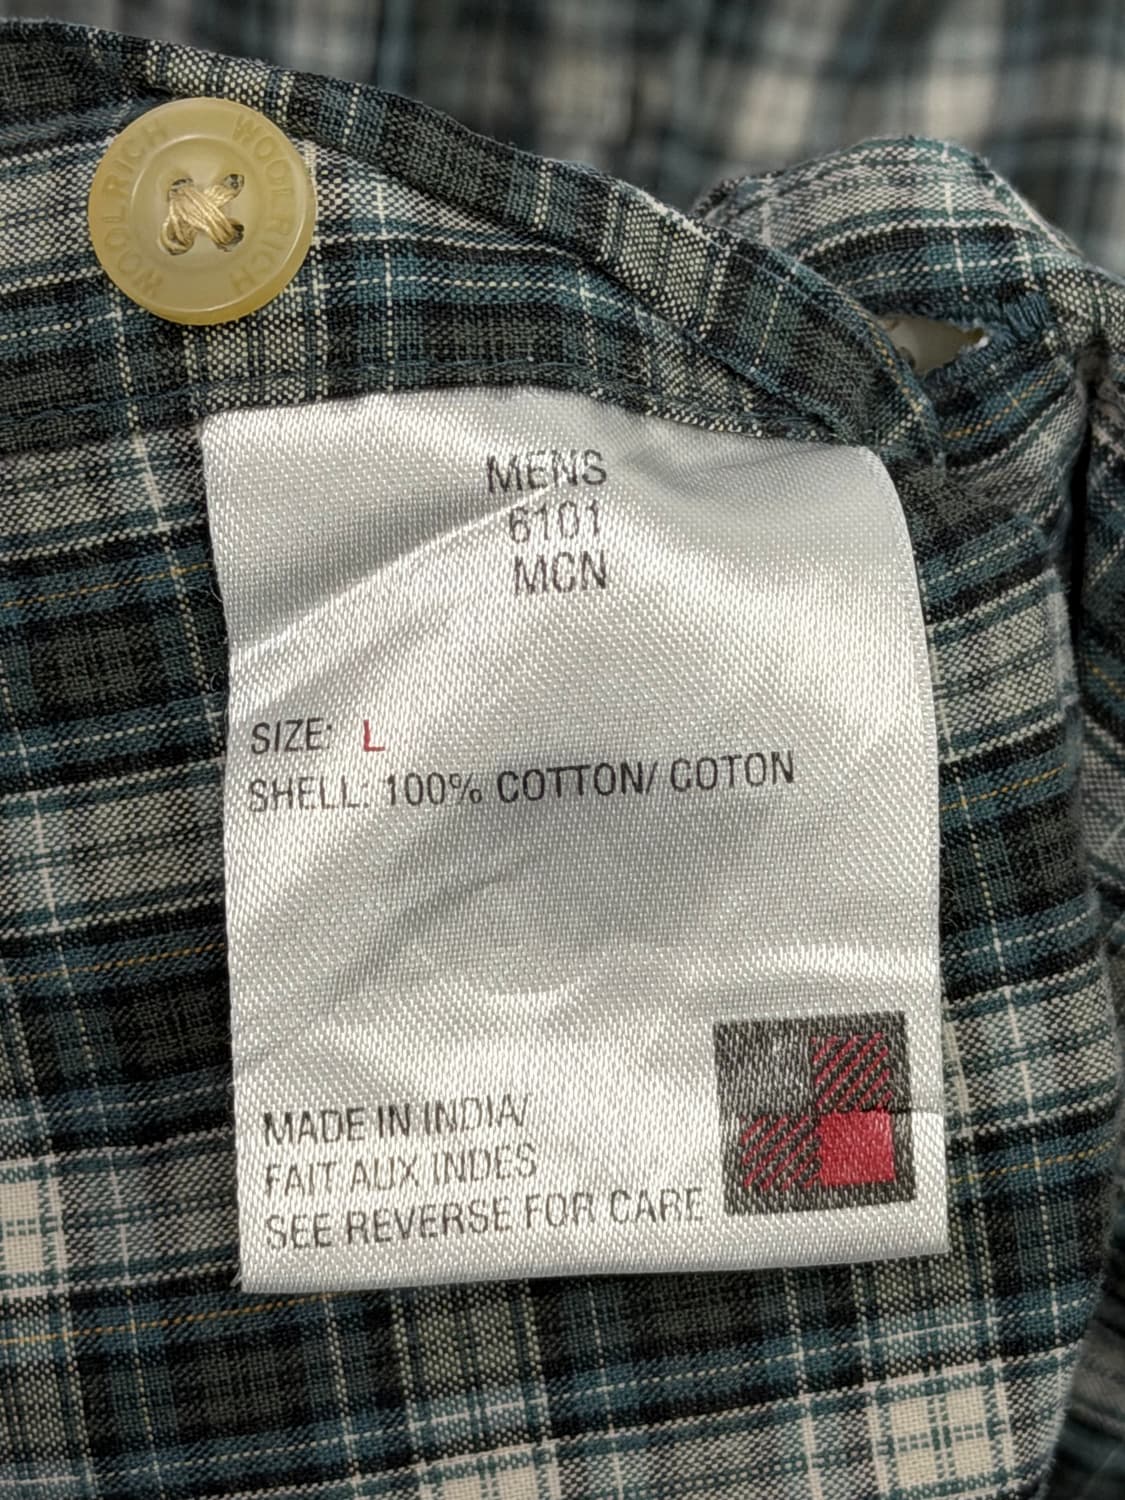 WOOLRICH WOOLRICH
MENS
6101
MCN
SIZE: L
SHELL: 100% COTTON/ COTON
MADE IN INDIA/
FAIT AUX INDES
SEE REVERSE FOR CARE